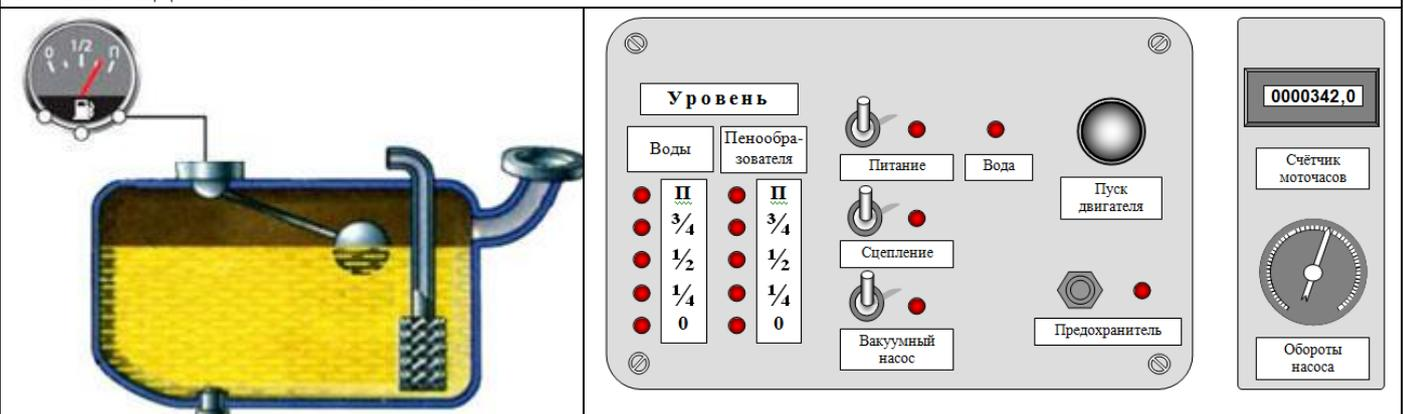 0 1/2 П
Уровень
Воды
Пенообра-
зователя
П
¾
½
¼
0
П
¾
½
¼
0
Питание
Вода
Сцепление
Вакуумный
насос
Пуск
двигателя
Предохранитель
0000342,0
Счётчик
моточасов
Обороты
насоса